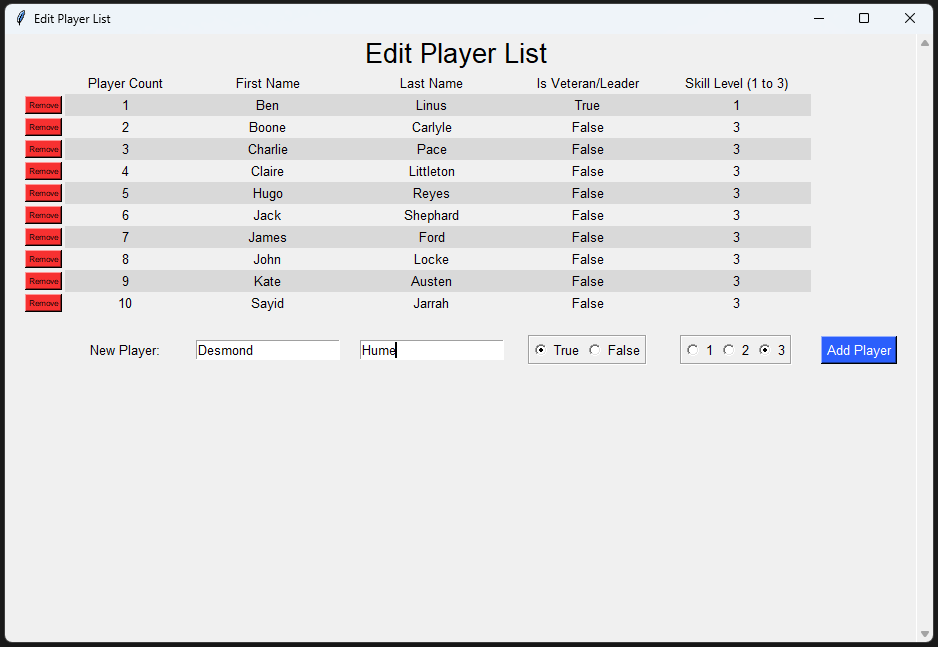 Edit Player List
Edit Player List
Player Count First Name Last Name Is Veteran/Leader Skill Level (1 to 3)
Remove 1 Ben Linus True 1
Remove 2 Boone Carlyle False 3
Remove 3 Charlie Pace False 3
Remove 4 Claire Littleton False 3
Remove 5 Hugo Reyes False 3
Remove 6 Jack Shephard False 3
Remove 7 James Ford False 3
Remove 8 John Locke False 3
Remove 9 Kate Austen False 3
Remove 10 Sayid Jarrah False 3
New Player: Desmond Hume True False 1 2 3 Add Player